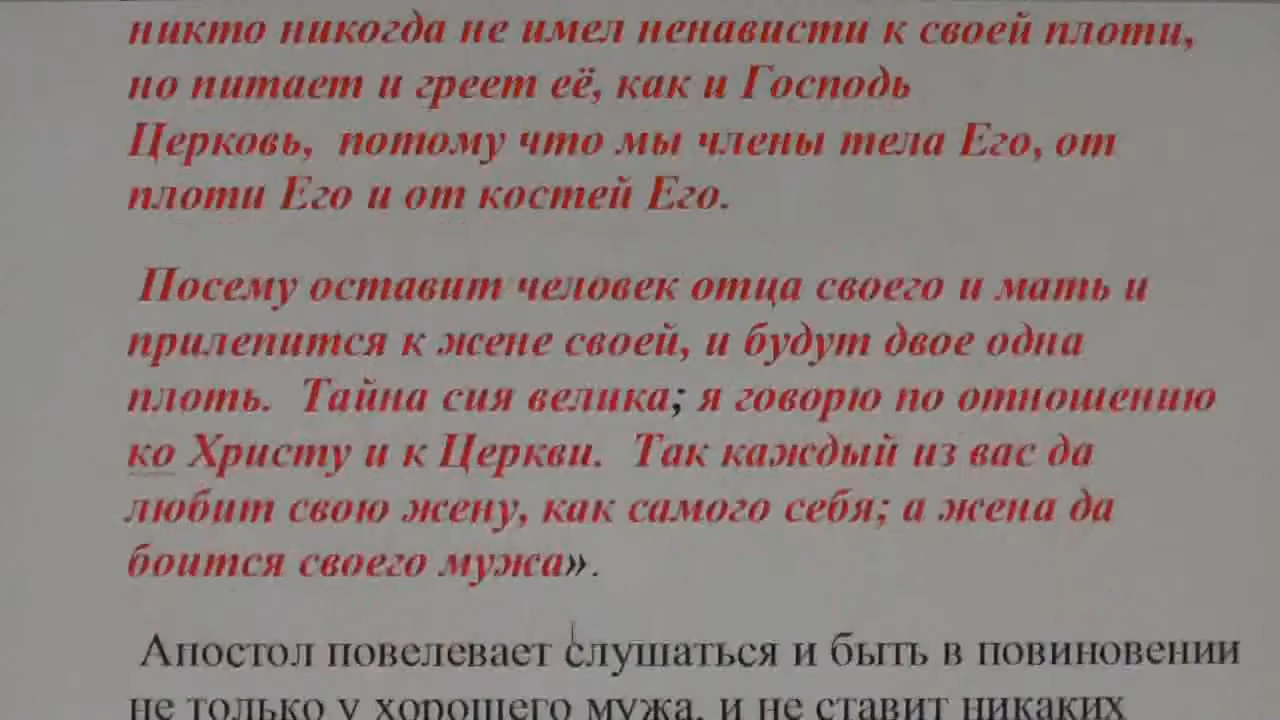 никто никогда не имел ненависти к своей плоти,
но питает и греет её, как и Господь
Церковь,  потому что мы члены тела Его, от
плоти Его и от костей Его.
Посему оставит человек отца своего и мать и
прилепится к жене своей, и будут двое одна
плоть.  Тайна сия велика; я говорю по отношению
ко Христу и к Церкви.  Так каждый из вас да
любит свою жену, как самого себя; а жена да
боится своего мужа».
Апостол повелевает слушаться и быть в повиновении
не только у хорошего мужа, и не ставит никаких